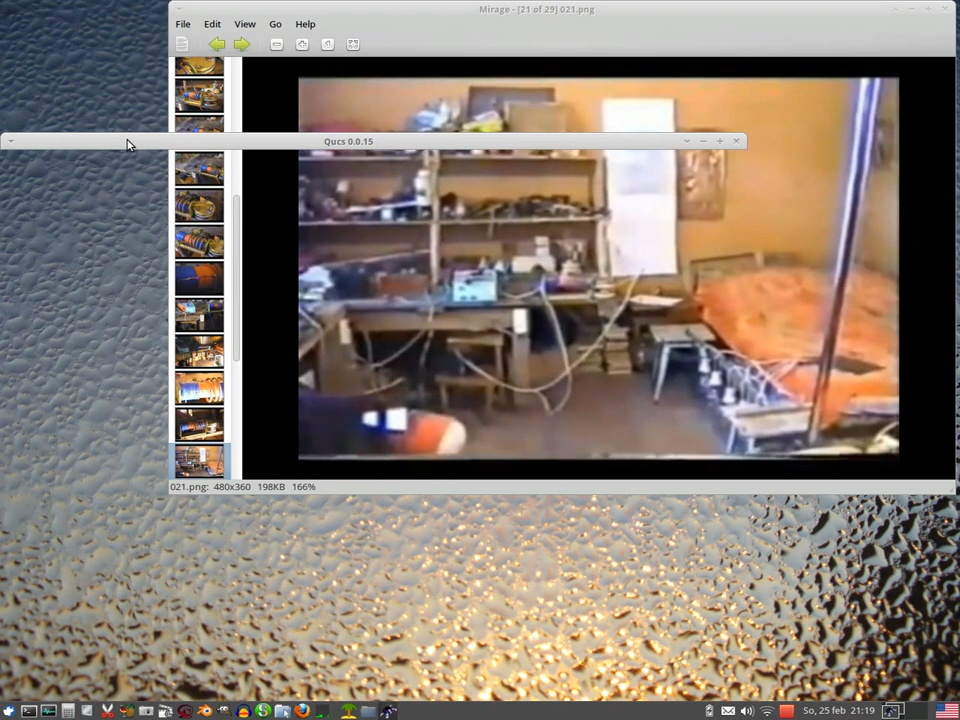 Mirage - [21 of 29] 021.png
File Edit View Go Help
Qucs 0.0.15
021.png: 480x360 198KB 166%
So, 25 feb 21:19